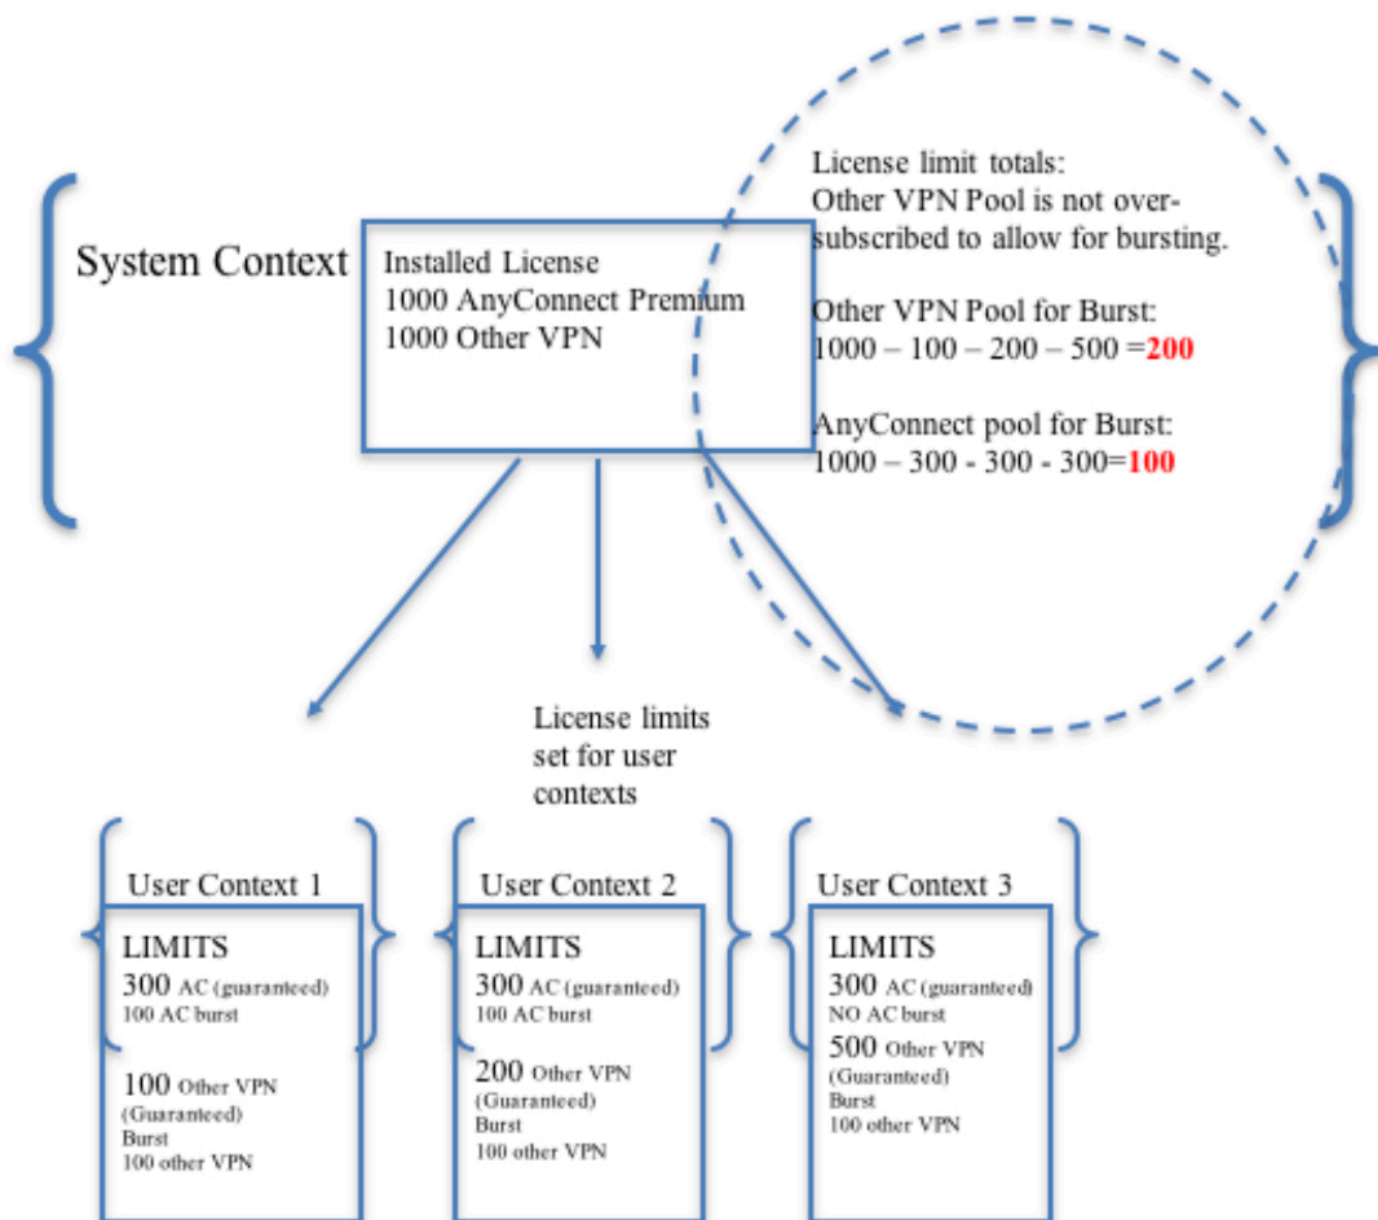 System Context
Installed License
1000 AnyConnect Premium
1000 Other VPN
License limit totals:
Other VPN Pool is not over-
subscribed to allow for bursting.
Other VPN Pool for Burst:
1000 – 100 – 200 – 500 =200
AnyConnect pool for Burst:
1000 – 300 - 300 - 300=100
License limits
set for user
contexts
User Context 1
LIMITS
300 AC (guaranteed)
100 AC burst
100 Other VPN
(Guaranteed)
Burst
100 other VPN
User Context 2
LIMITS
300 AC (guaranteed)
100 AC burst
200 Other VPN
(Guaranteed)
Burst
100 other VPN
User Context 3
LIMITS
300 AC (guaranteed)
NO AC burst
500 Other VPN
(Guaranteed)
Burst
100 other VPN